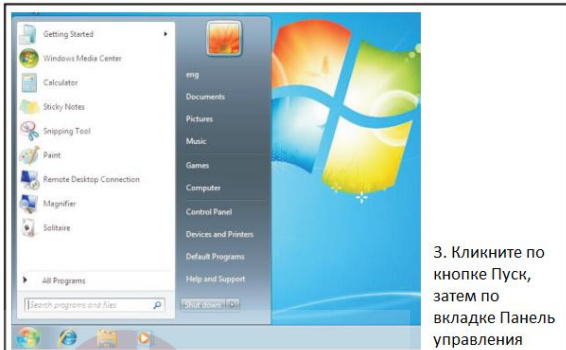 Getting Started
Windows Media Center
Calculator
Sticky Notes
Snipping Tool
Paint
Remote Desktop Connection
Magnifier
Solitaire
All Programs
Search programs and files
eng
Documents
Pictures
Music
Games
Computer
Control Panel
Devices and Printers
Default Programs
Help and Support
Shut down
3. Кликните по
кнопке Пуск,
затем по
вкладке Панель
управления